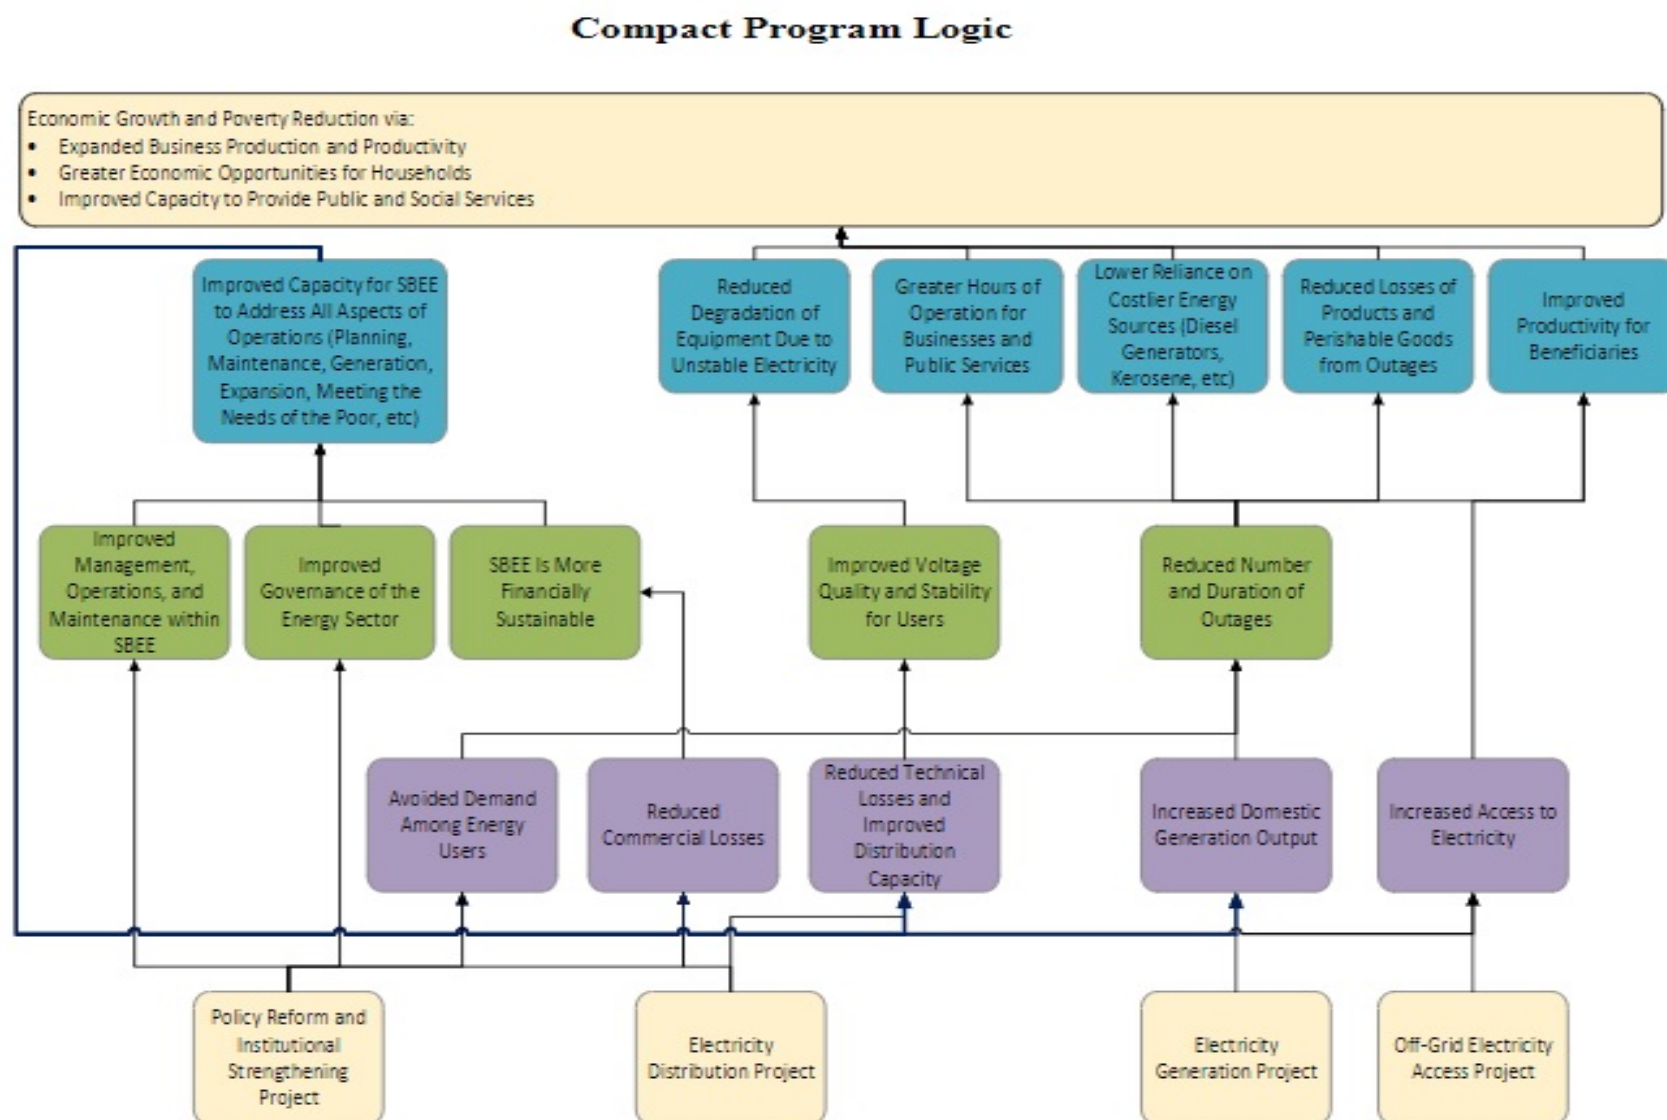 Compact Program Logic
Economic Growth and Poverty Reduction via:
• Expanded Business Production and Productivity
• Greater Economic Opportunities for Households
• Improved Capacity to Provide Public and Social Services
Improved Capacity for SBEE
to Address All Aspects of
Operations (Planning,
Maintenance, Generation,
Expansion, Meeting the
Needs of the Poor, etc)
Reduced
Degradation of
Equipment Due to
Unstable Electricity
Greater Hours of
Operation for
Businesses and
Public Services
Lower Reliance on
Costlier Energy
Sources (Diesel
Generators,
Kerosene, etc)
Reduced Losses of
Products and
Perishable Goods
from Outages
Improved
Productivity for
Beneficiaries
Improved
Management,
Operations, and
Maintenance within
SBEE
Improved
Governance of the
Energy Sector
SBEE Is More
Financially
Sustainable
Improved Voltage
Quality and Stability
for Users
Reduced Number
and Duration of
Outages
Avoided Demand
Among Energy
Users
Reduced
Commercial Losses
Reduced Technical
Losses and
Improved
Distribution
Capacity
Increased Domestic
Generation Output
Increased Access to
Electricity
Policy Reform and
Institutional
Strengthening
Project
Electricity
Distribution Project
Electricity
Generation Project
Off-Grid Electricity
Access Project